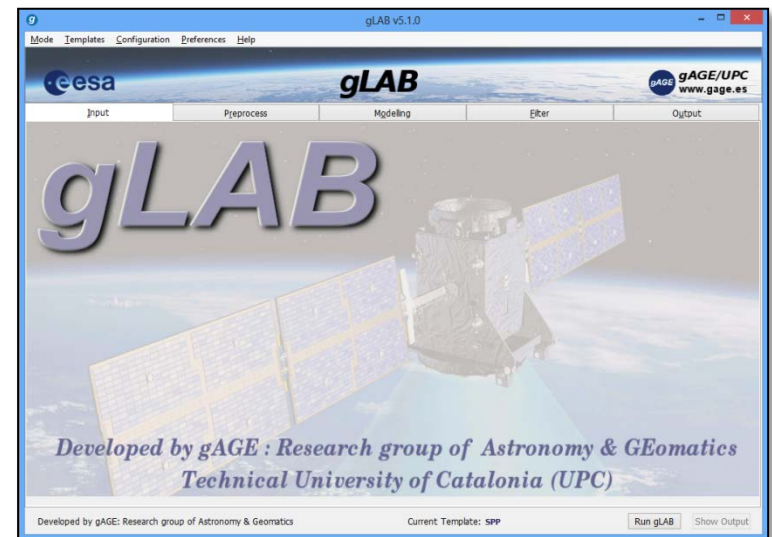 gLAB v5.1.0
Mode Templates Configuration Preferences Help
esa gLAB gAGE gAGE/UPC
www.gage.es
Input Preprocess Modeling Filter Output
gLAB
Developed by gAGE : Research group of Astronomy & GEomatics
Technical University of Catalonia (UPC)
Developed by gAGE: Research group of Astronomy & Geomatics Current Template: SPP Run gLAB Show Output